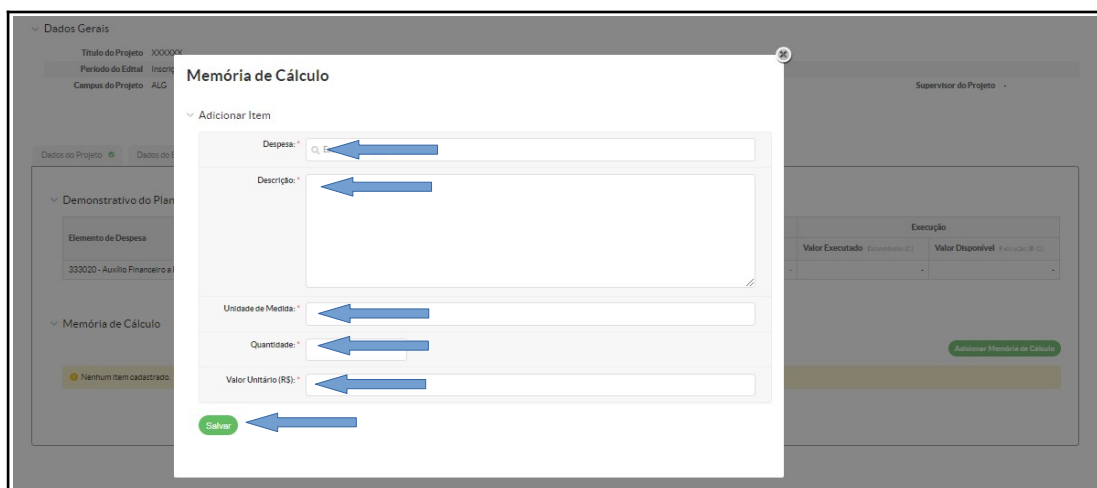 Dados Gerais
Título do Projeto XXXXXX
Período do Edital
Campus do Projeto ALG
Supervisor do Projeto -
Memória de Cálculo
Adicionar Item
Despesa: *
Descrição: *
Unidade de Medida: *
Quantidade: *
Valor Unitário (R$): *
Salvar
Dados do Projeto Dados do
Demonstrativo do Plan
Elemento de Despesa
Execução
Valor Executado
Valor Disponível
333020 - Auxílio Financeiro a
- - -
Memória de Cálculo
Adicionar Memória de Cálculo
Nenhum item cadastrado.